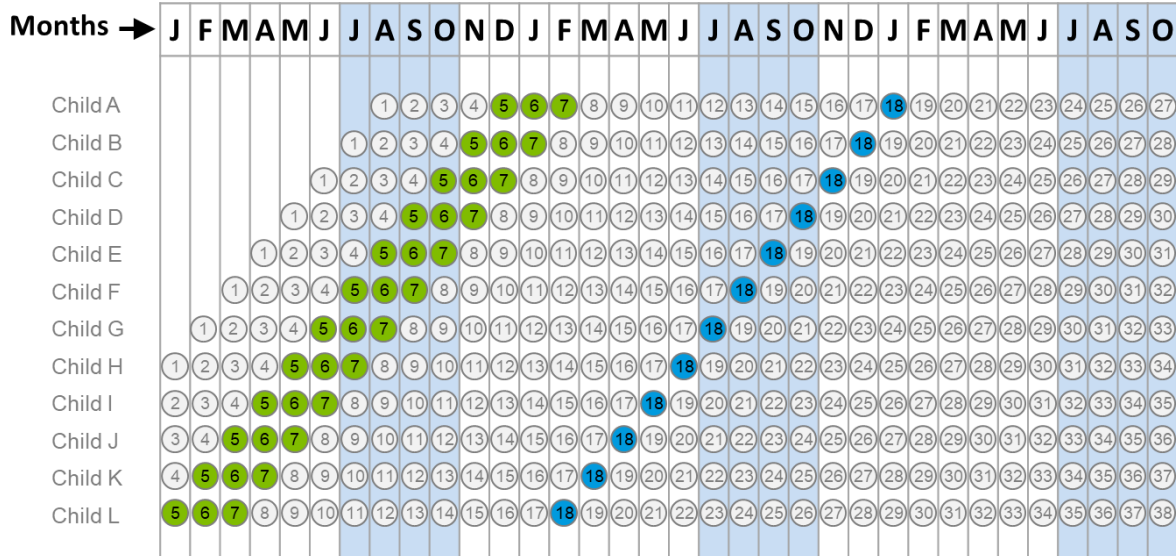 Months → J F M A M J J A S O N D J F M A M J J A S O N D J F M A M J J A S O
Child A 1 2 3 4 5 6 7 8 9 10 11 12 13 14 15 16 17 18 19 20 21 22 23 24 25 26 27
Child B 1 2 3 4 5 6 7 8 9 10 11 12 13 14 15 16 17 18 19 20 21 22 23 24 25 26 27 28
Child C 1 2 3 4 5 6 7 8 9 10 11 12 13 14 15 16 17 18 19 20 21 22 23 24 25 26 27 28 29
Child D 1 2 3 4 5 6 7 8 9 10 11 12 13 14 15 16 17 18 19 20 21 22 23 24 25 26 27 28 29 30
Child E 1 2 3 4 5 6 7 8 9 10 11 12 13 14 15 16 17 18 19 20 21 22 23 24 25 26 27 28 29 30 31
Child F 1 2 3 4 5 6 7 8 9 10 11 12 13 14 15 16 17 18 19 20 21 22 23 24 25 26 27 28 29 30 31 32
Child G 1 2 3 4 5 6 7 8 9 10 11 12 13 14 15 16 17 18 19 20 21 22 23 24 25 26 27 28 29 30 31 32 33
Child H 1 2 3 4 5 6 7 8 9 10 11 12 13 14 15 16 17 18 19 20 21 22 23 24 25 26 27 28 29 30 31 32 33 34
Child I 2 3 4 5 6 7 8 9 10 11 12 13 14 15 16 17 18 19 20 21 22 23 24 25 26 27 28 29 30 31 32 33 34 35
Child J 3 4 5 6 7 8 9 10 11 12 13 14 15 16 17 18 19 20 21 22 23 24 25 26 27 28 29 30 31 32 33 34 35 36
Child K 4 5 6 7 8 9 10 11 12 13 14 15 16 17 18 19 20 21 22 23 24 25 26 27 28 29 30 31 32 33 34 35 36 37
Child L 5 6 7 8 9 10 11 12 13 14 15 16 17 18 19 20 21 22 23 24 25 26 27 28 29 30 31 32 33 34 35 36 37 38